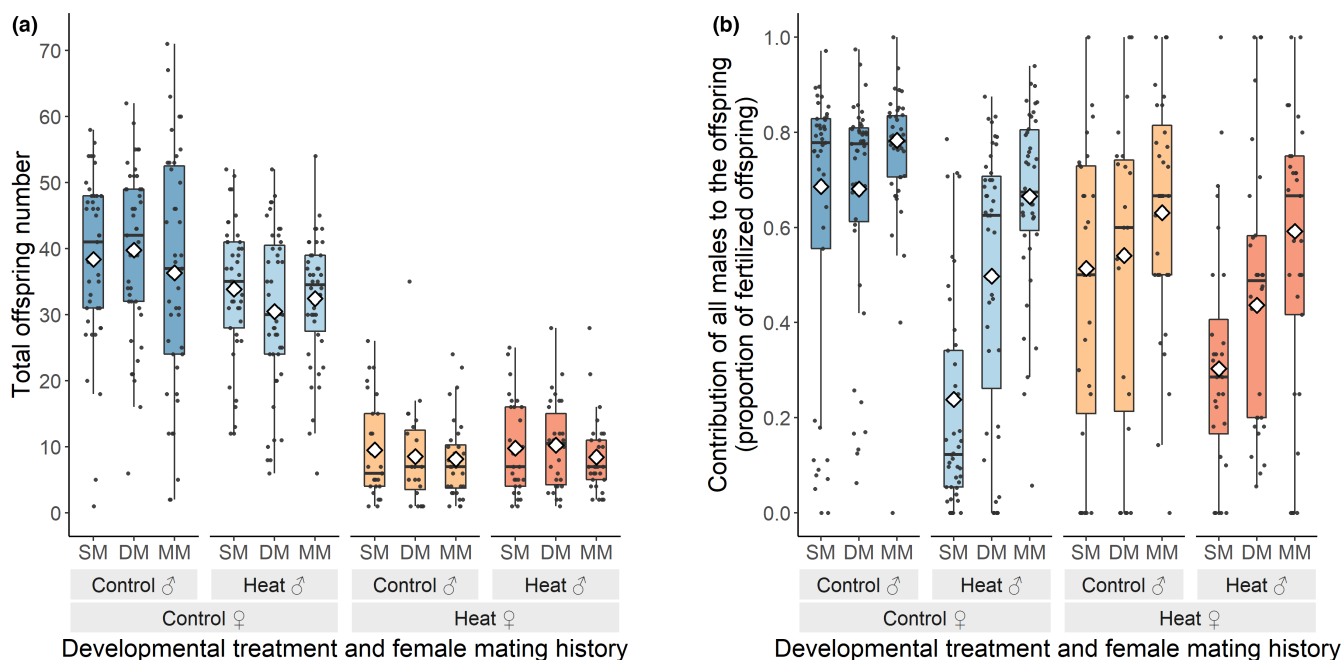 (a)
Total offspring number
70
60
50
40
30
20
10
0
SM DM MM SM DM MM SM DM MM SM DM MM
Control ♂ Heat ♂ Control ♂ Heat ♂
Control ♀ Heat ♀
Developmental treatment and female mating history
(b)
Contribution of all males to the offspring
(proportion of fertilized offspring)
1.0
0.8
0.6
0.4
0.2
0.0
SM DM MM SM DM MM SM DM MM SM DM MM
Control ♂ Heat ♂ Control ♂ Heat ♂
Control ♀ Heat ♀
Developmental treatment and female mating history